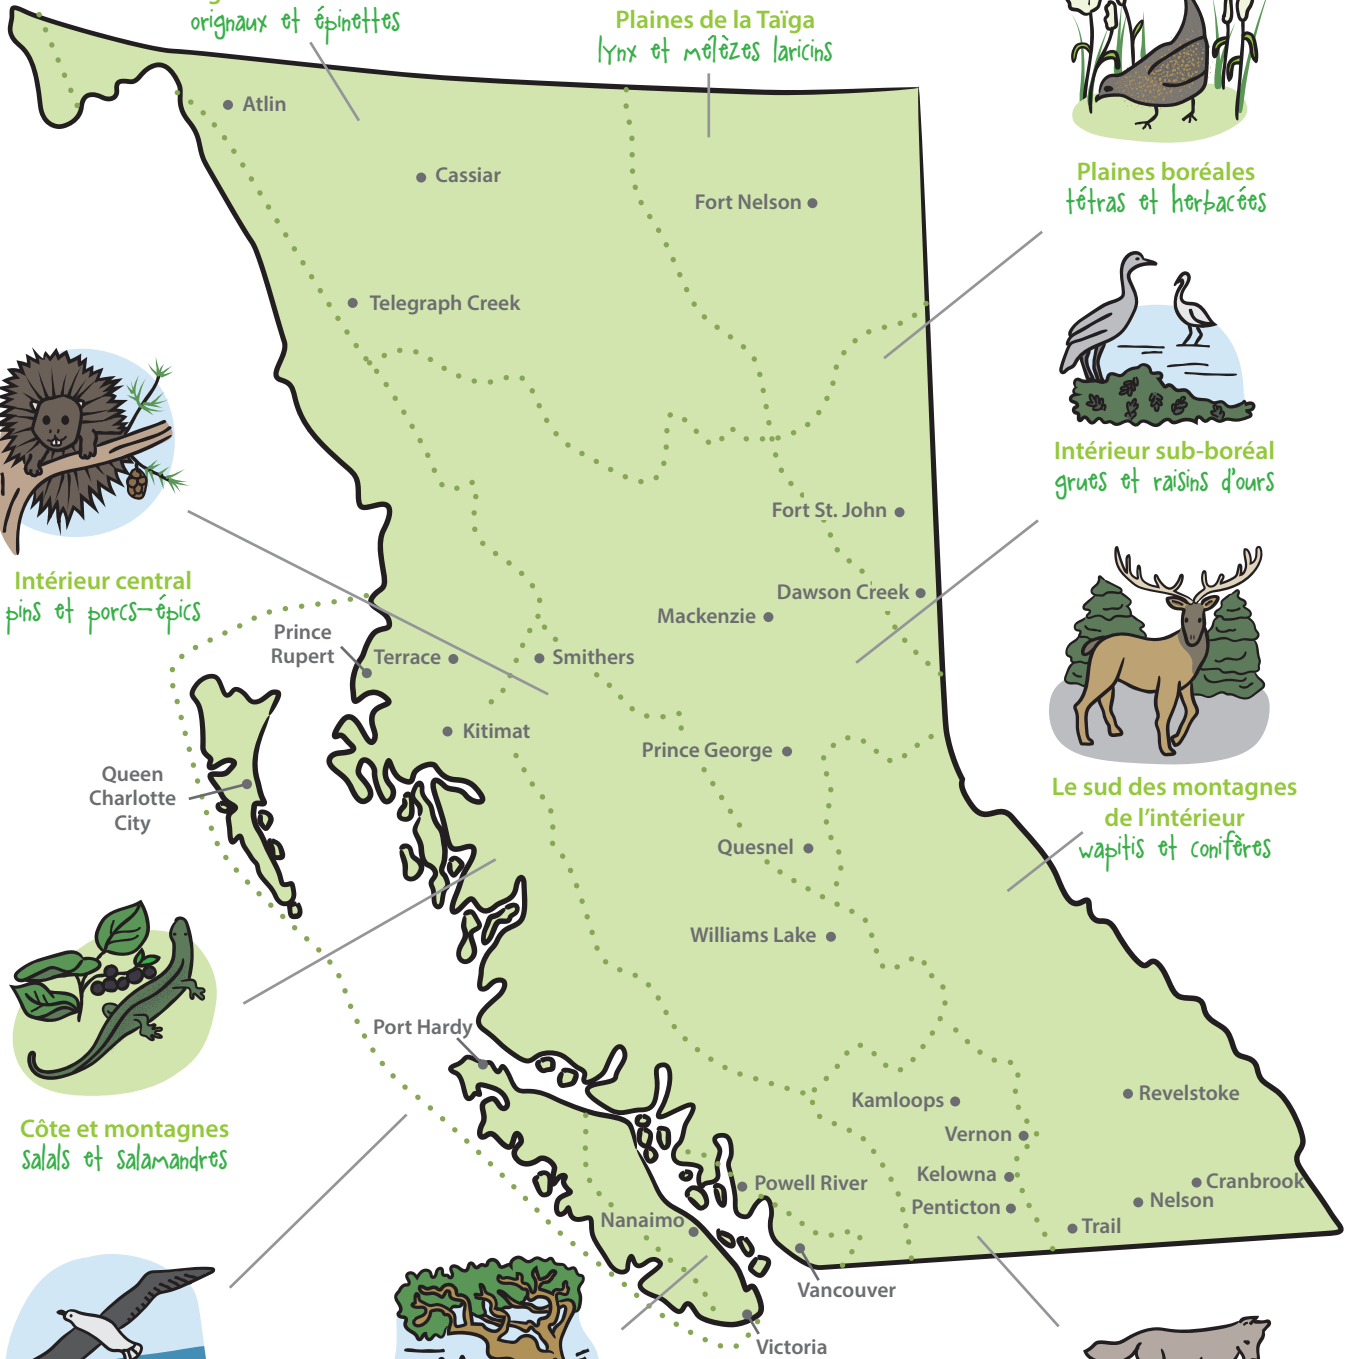 orignaux et épinettes
Plaines de la Taïga
lynx et mélèzes laricins
Atlin
Cassiar
Fort Nelson
Plaines boréales
tétras et herbacées
Telegraph Creek
Intérieur sub-boréal
grues et raisins d'ours
Fort St. John
Intérieur central
pins et porcs-épics
Dawson Creek
Mackenzie
Prince
Rupert
Terrace
Smithers
Kitimat
Prince George
Queen
Charlotte
City
Le sud des montagnes
de l'intérieur
wapitis et conifères
Quesnel
Williams Lake
Port Hardy
Côte et montagnes
salals et salamandres
Kamloops
Revelstoke
Vernon
Kelowna
Powell River
Cranbrook
Penticton
Nelson
Nanaimo
Trail
Vancouver
Victoria